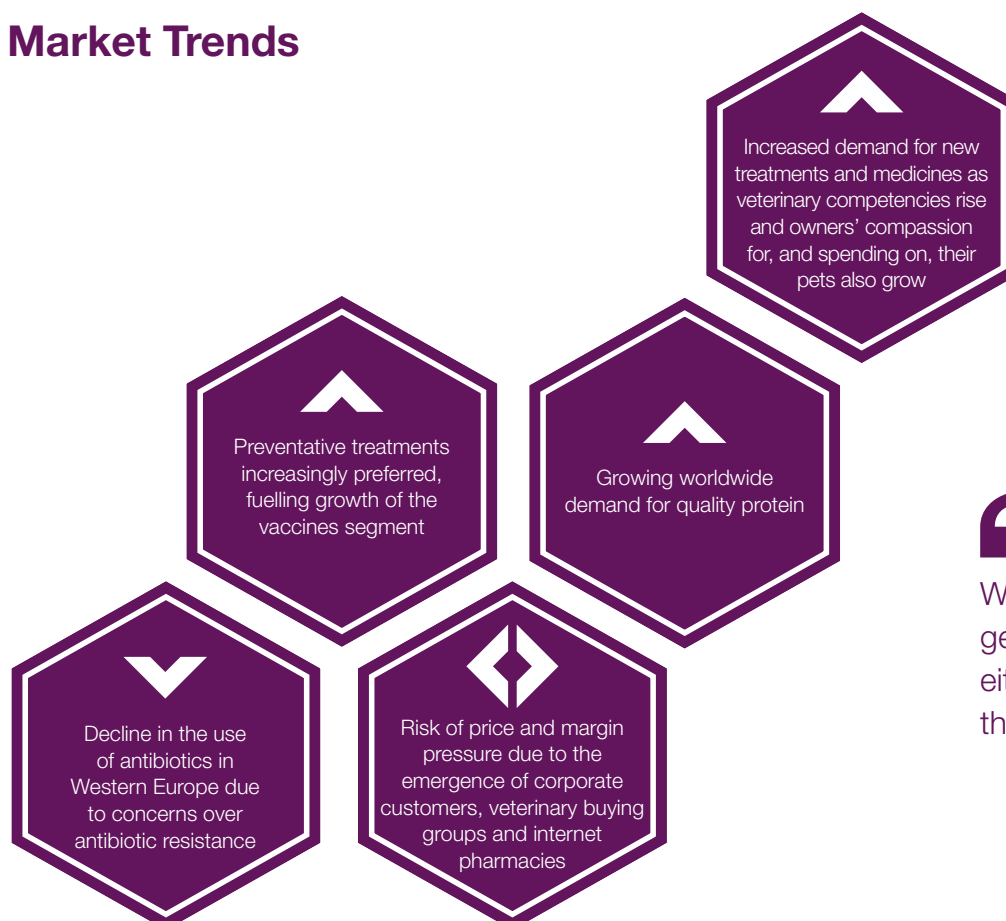 Market Trends
Increased demand for new
treatments and medicines as
veterinary competencies rise
and owners’ compassion
for, and spending on, their
pets also grow
Preventative treatments
increasingly preferred,
fuelling growth of the
vaccines segment
Growing worldwide
demand for quality protein
Decline in the use
of antibiotics in
Western Europe due
to concerns over
antibiotic resistance
Risk of price and margin
pressure due to the
emergence of corporate
customers, veterinary buying
groups and internet
pharmacies